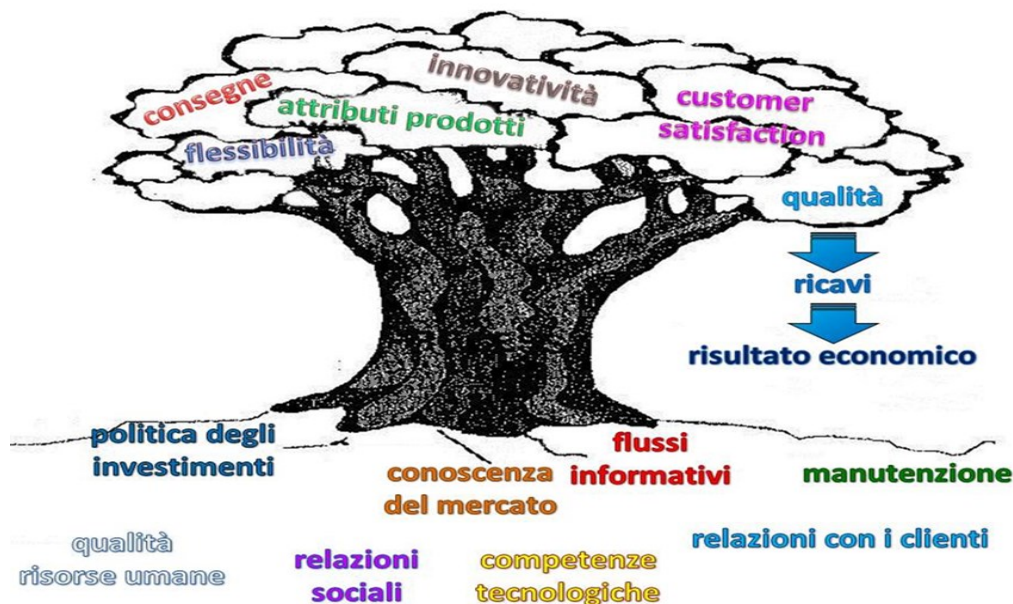 innovatività
consegne
customer
satisfaction
attributi prodotti
flessibilità
qualità
ricavi
risultato economico
politica degli
investimenti
flussi
informativi
conoscenza
del mercato
manutenzione
qualità
risorse umane
relazioni
sociali
competenze
tecnologiche
relazioni con i clienti